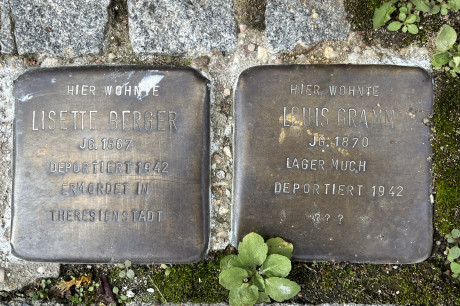 HIER WOHNTE
LISETTE BERGER
JG. 1867
DEPORTIERT 1942
ERMORDET IN
THERESIENSTADT
HIER WOHNTE
LOUIS GRAMM
JG. 1870
LAGER MUCH
DEPORTIERT 1942
? ? ?